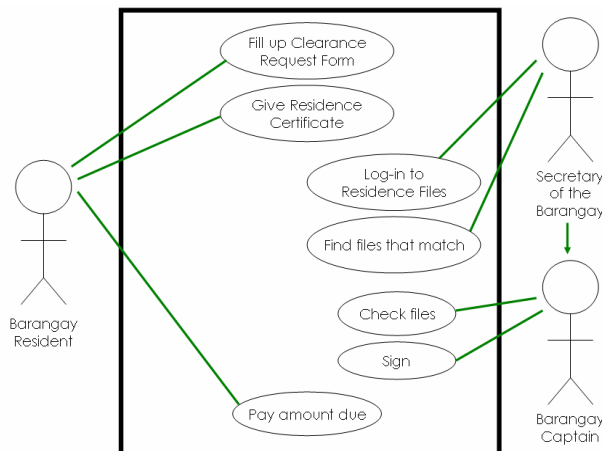 Fill up Clearance
Request Form
Give Residence
Certificate
Log-in to
Residence Files
Secretary
of the
Barangay
Find files that match
Check files
Barangay
Resident
Sign
Pay amount due
Barangay
Captain